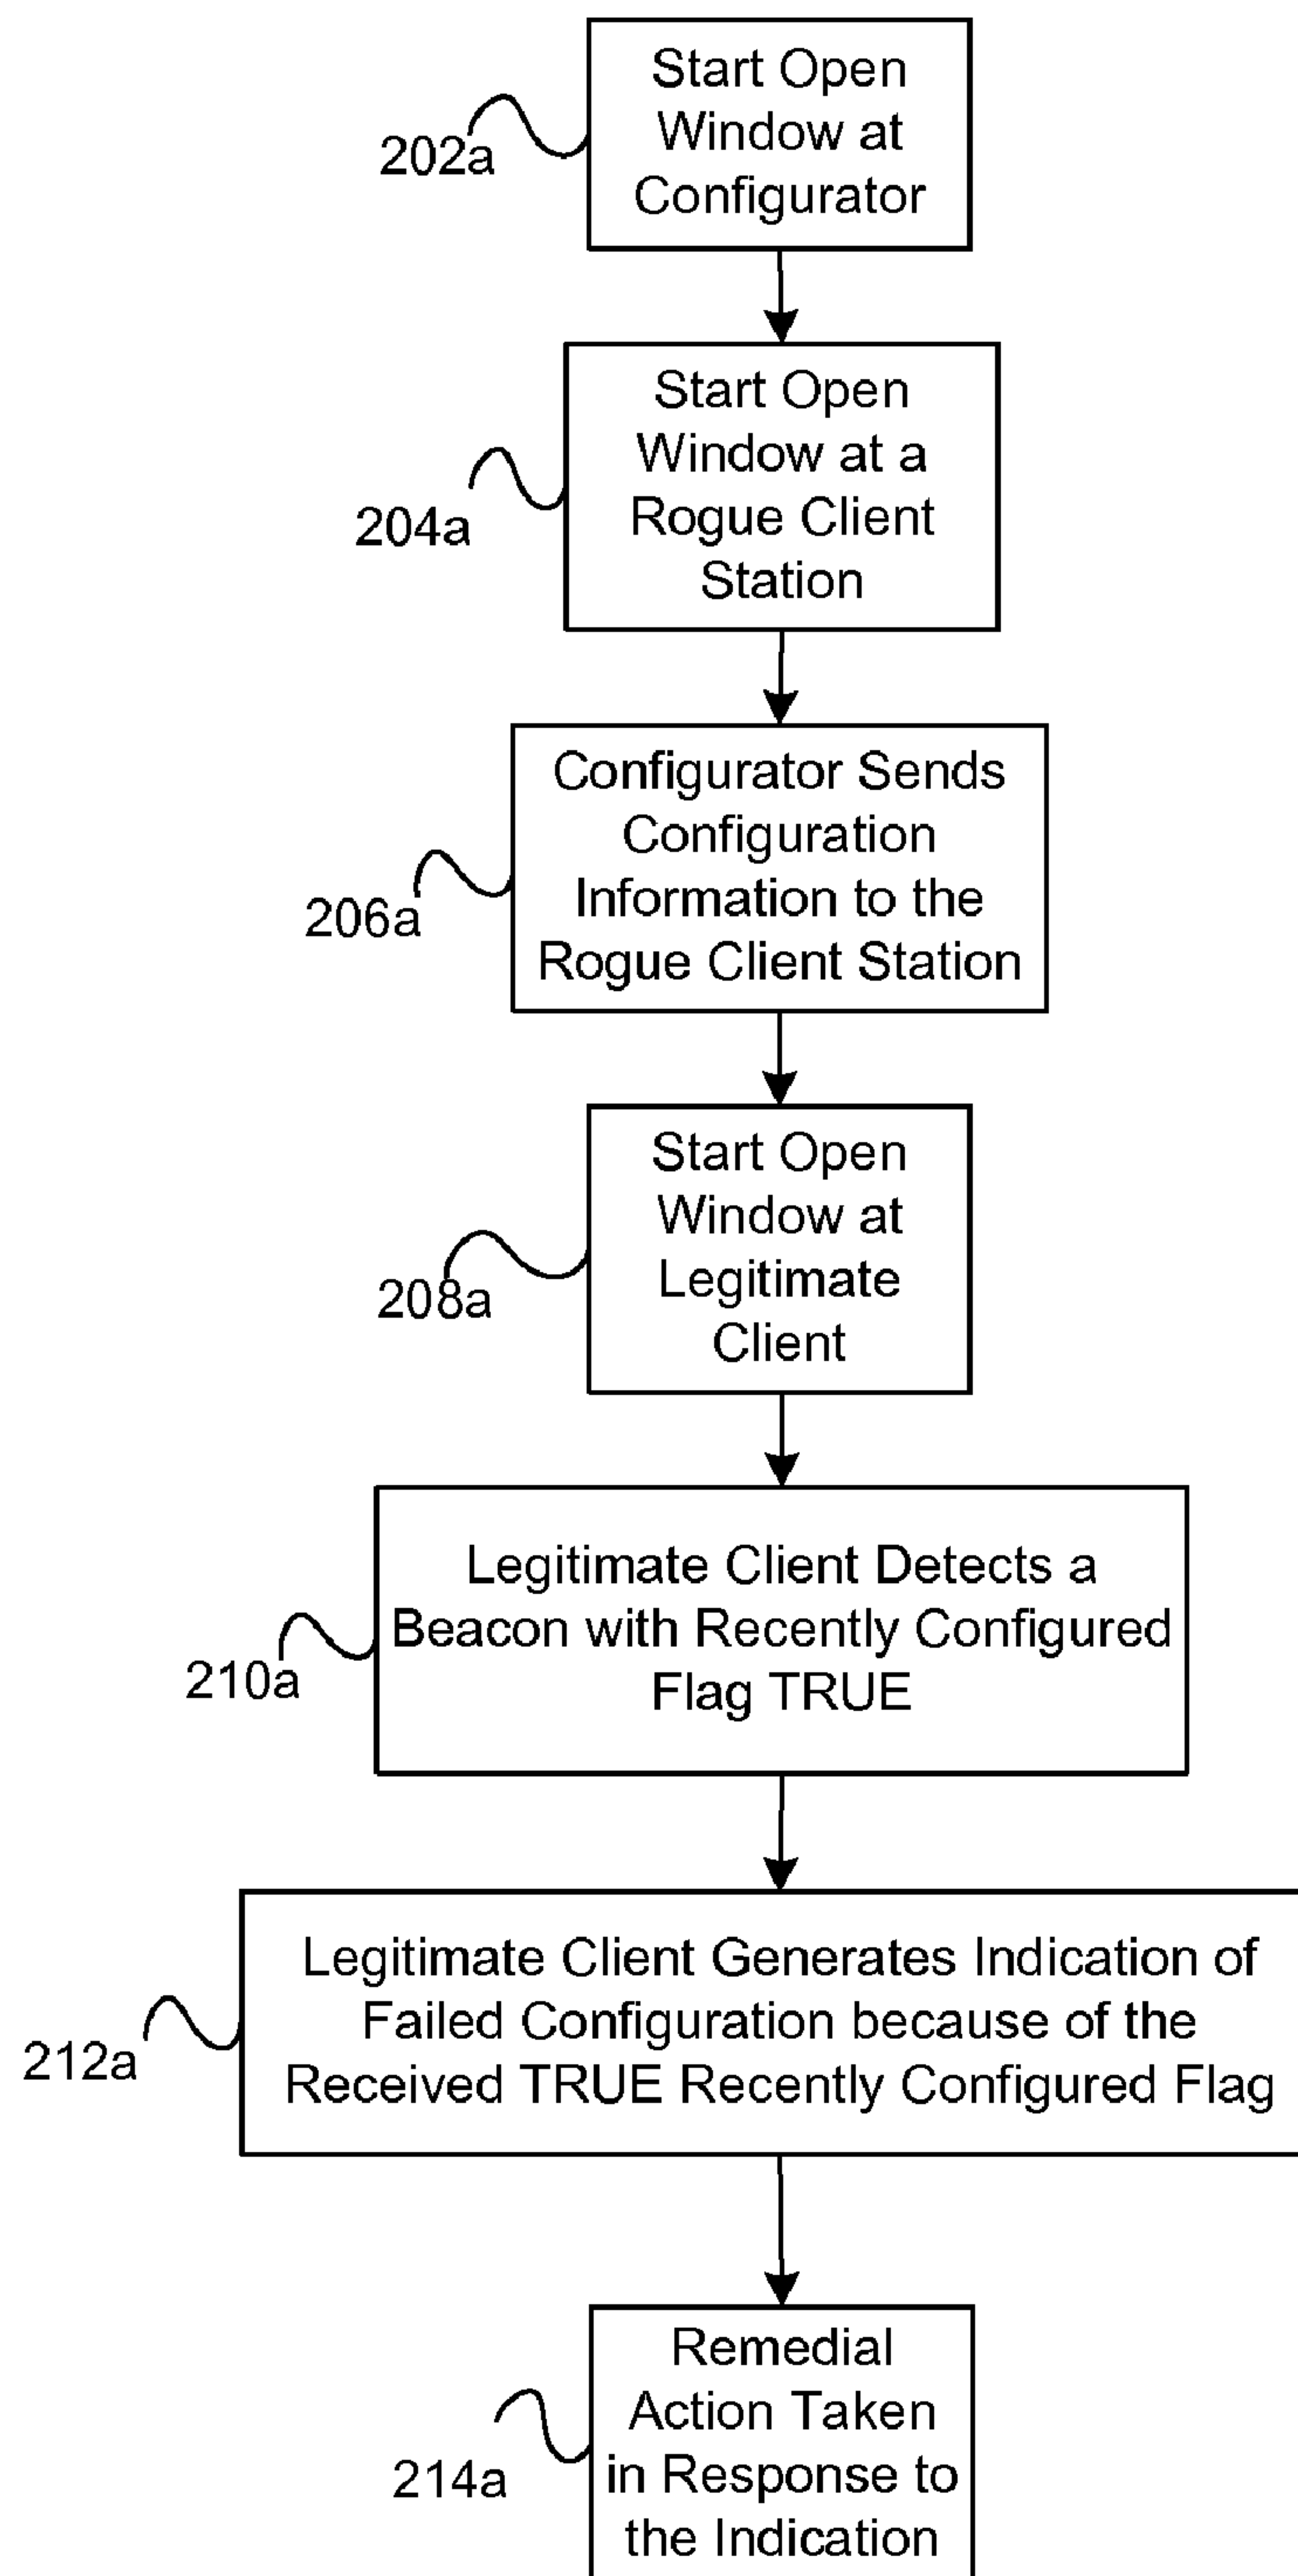 Start Open
Window at
Configurator
202a
Start Open
Window at a
Rogue Client
Station
204a
Configurator Sends
Configuration
Information to the
Rogue Client Station
206a
Start Open
Window at
Legitimate
Client
208a
Legitimate Client Detects a
Beacon with Recently Configured
Flag TRUE
210a
Legitimate Client Generates Indication of
Failed Configuration because of the
Received TRUE Recently Configured Flag
212a
Remedial
Action Taken
in Response to
the Indication
214a